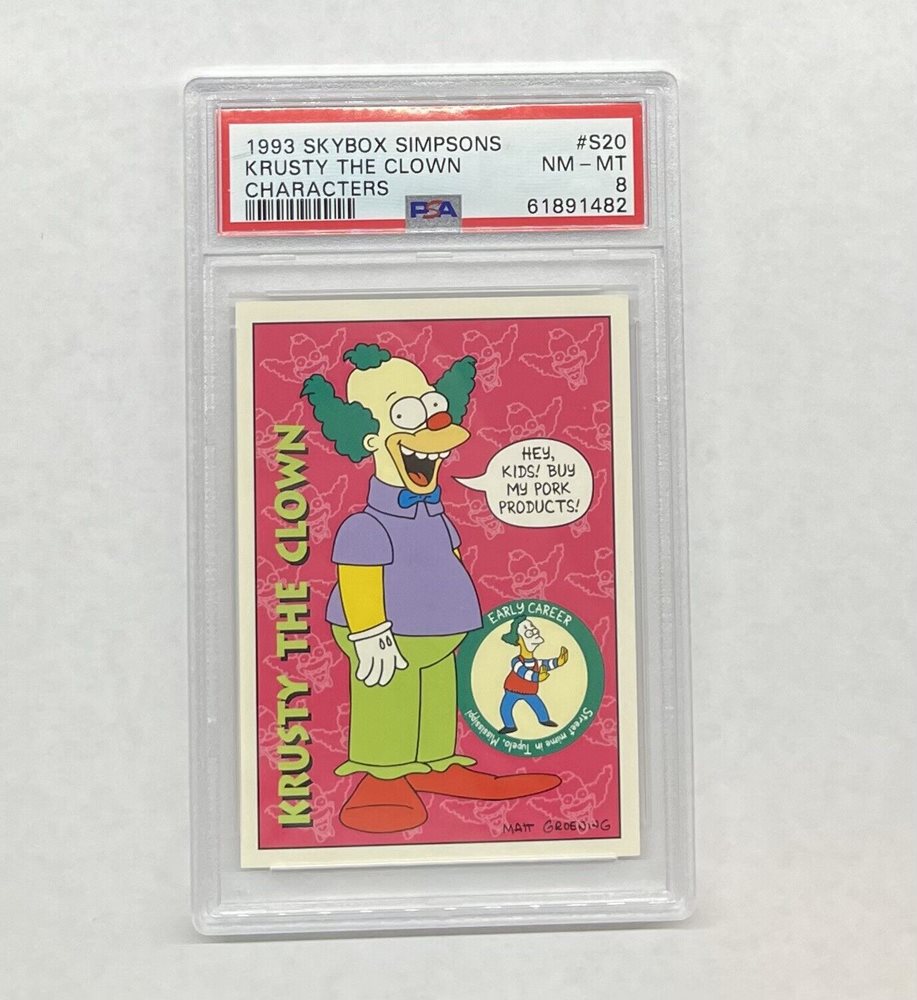 1993 SKYBOX SIMPSONS #S20
KRUSTY THE CLOWN NM - MT
CHARACTERS 8
PSA 61891482
KRUSTY THE CLOWN
HEY,
KIDS! BUY
MY PORK
PRODUCTS!
EARLY CAREER
Street mime in Tupelo, Mississippi
MATT GROENING